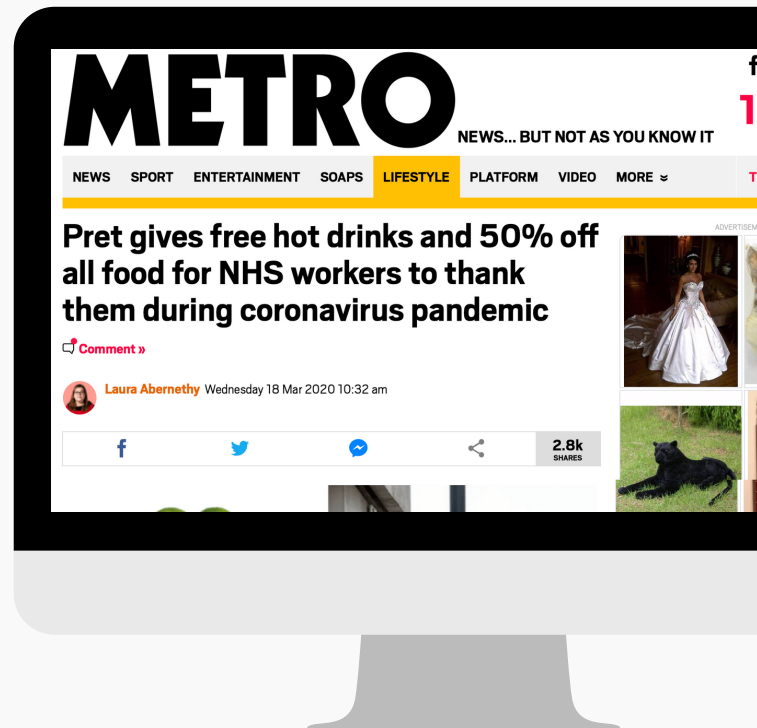 METRO
NEWS... BUT NOT AS YOU KNOW IT
NEWS SPORT ENTERTAINMENT SOAPS LIFESTYLE PLATFORM VIDEO MORE
Pret gives free hot drinks and 50% off
all food for NHS workers to thank
them during coronavirus pandemic
Comment »
Laura Abernethy Wednesday 18 Mar 2020 10:32 am
2.8k
SHARES